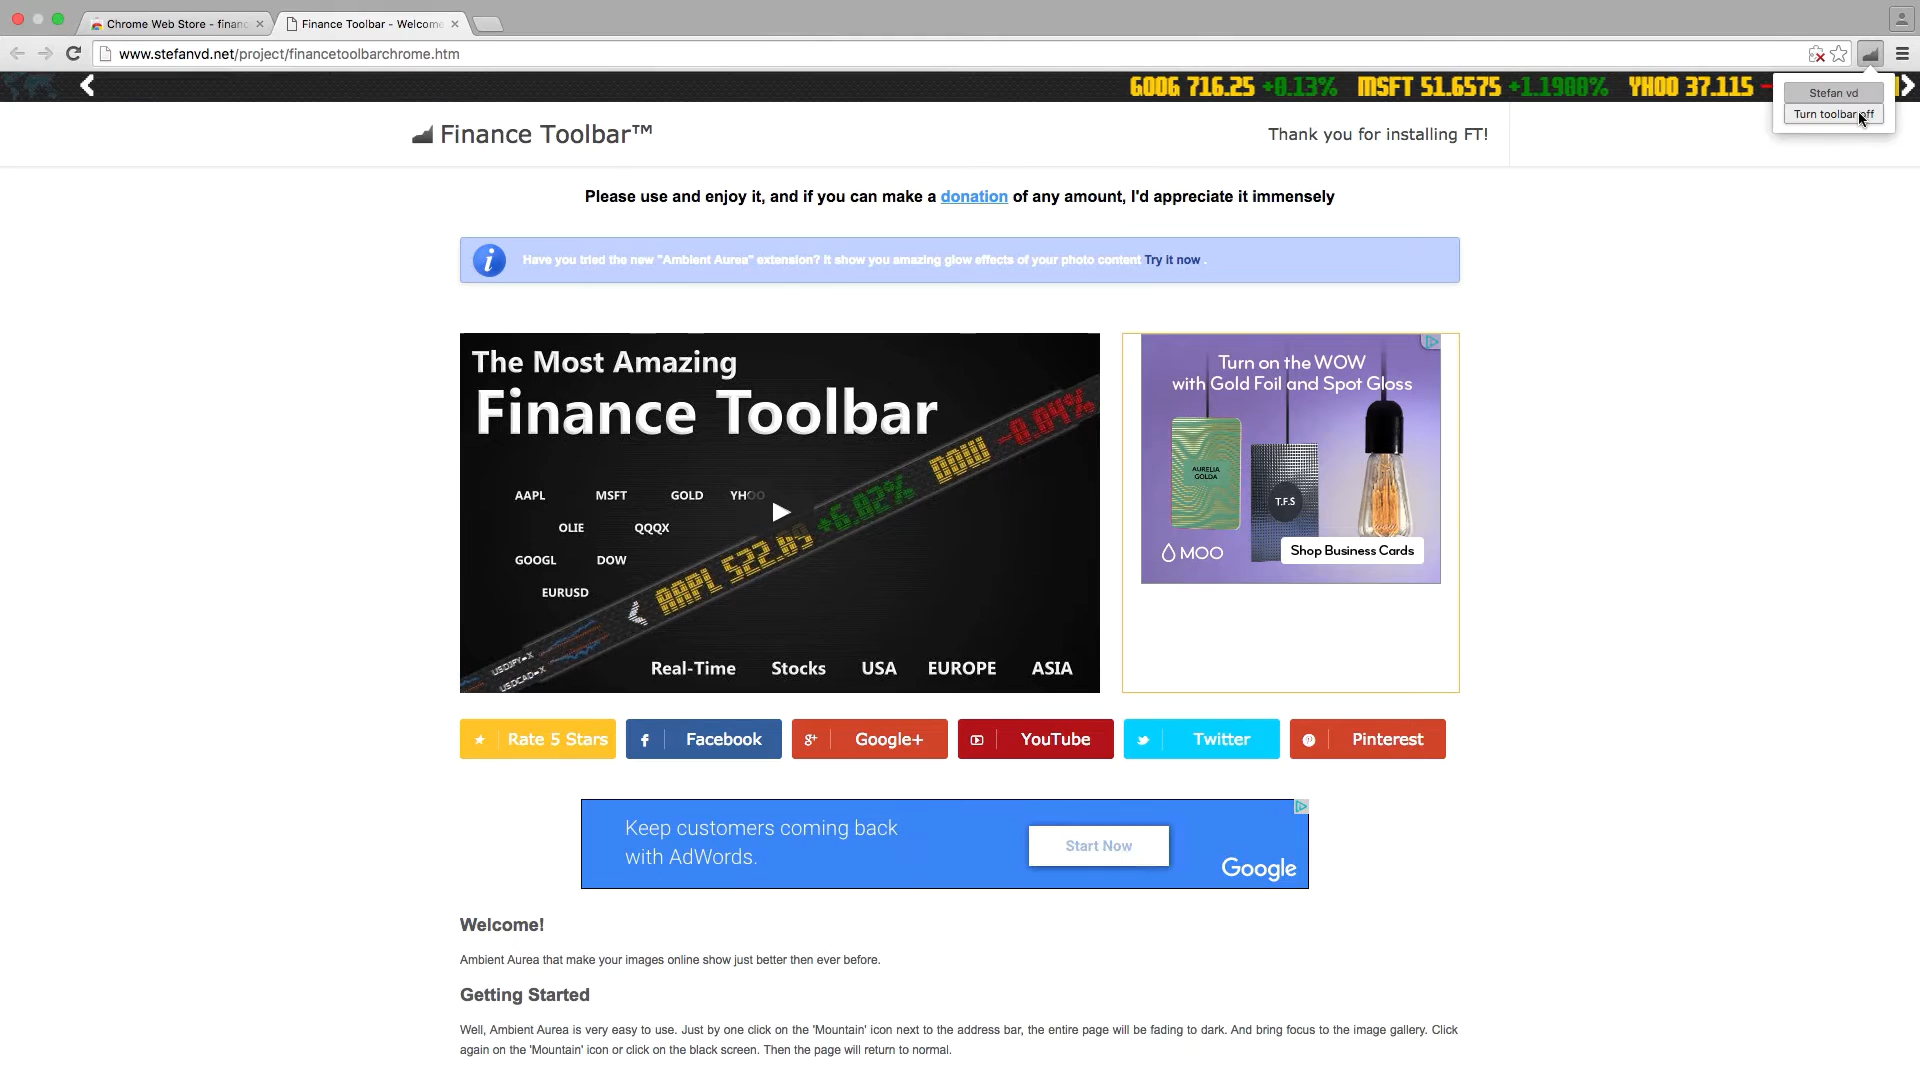 Chrome Web Store - financ
Finance Toolbar - Welcome
www.stefanvd.net/project/financetoolbarchrome.htm
GOOG 716.25 +0.13% MSFT 51.6575 +1.1900% YHOO 37.115 -
Stefan vd
Turn toolbar off
Finance Toolbar™
Thank you for installing FT!
Please use and enjoy it, and if you can make a donation of any amount, I'd appreciate it immensely
Have you tried the new "Ambient Aurea" extension? It show you amazing glow effects of your photo content Try it now .
The Most Amazing
Finance Toolbar
AAPL MSFT GOLD YHOO
OLIE QQQX
GOOGL DOW
EURUSD
AAPL 522.05 +6.82% DOW -0.04%
USDJPY=X
USDCAD=X
Real-Time Stocks USA EUROPE ASIA
Turn on the WOW
with Gold Foil and Spot Gloss
AURELIA
GOLDA
T.F.S
MOO
Shop Business Cards
Rate 5 Stars
Facebook
Google+
YouTube
Twitter
Pinterest
Keep customers coming back
with AdWords.
Start Now
Google
Welcome!
Ambient Aurea that make your images online show just better then ever before.
Getting Started
Well, Ambient Aurea is very easy to use. Just by one click on the 'Mountain' icon next to the address bar, the entire page will be fading to dark. And bring focus to the image gallery. Click
again on the 'Mountain' icon or click on the black screen. Then the page will return to normal.